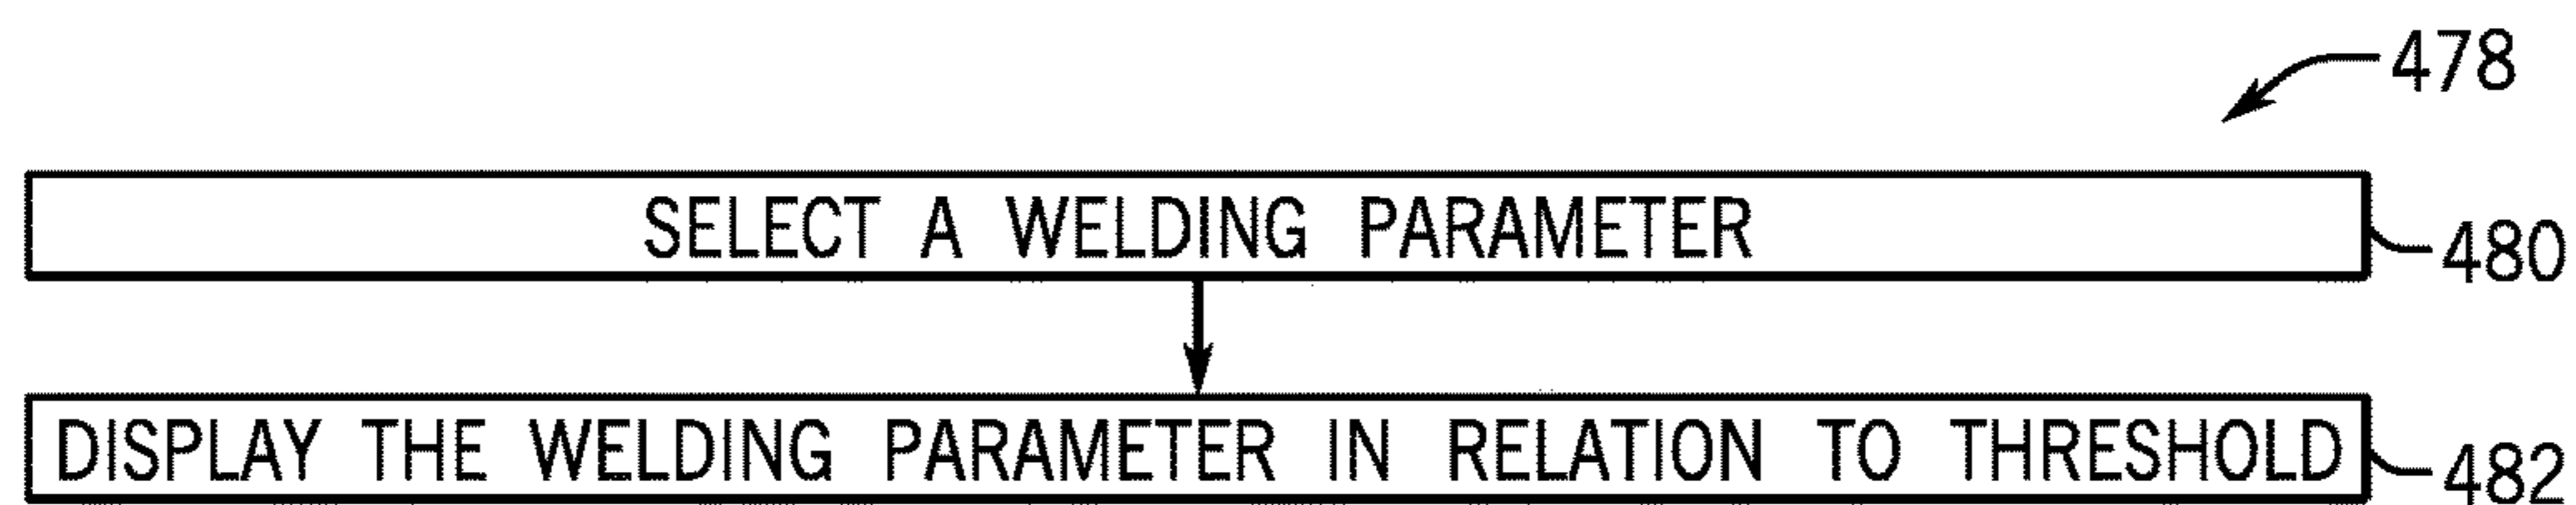 478
SELECT A WELDING PARAMETER
480
DISPLAY THE WELDING PARAMETER IN RELATION TO THRESHOLD
482